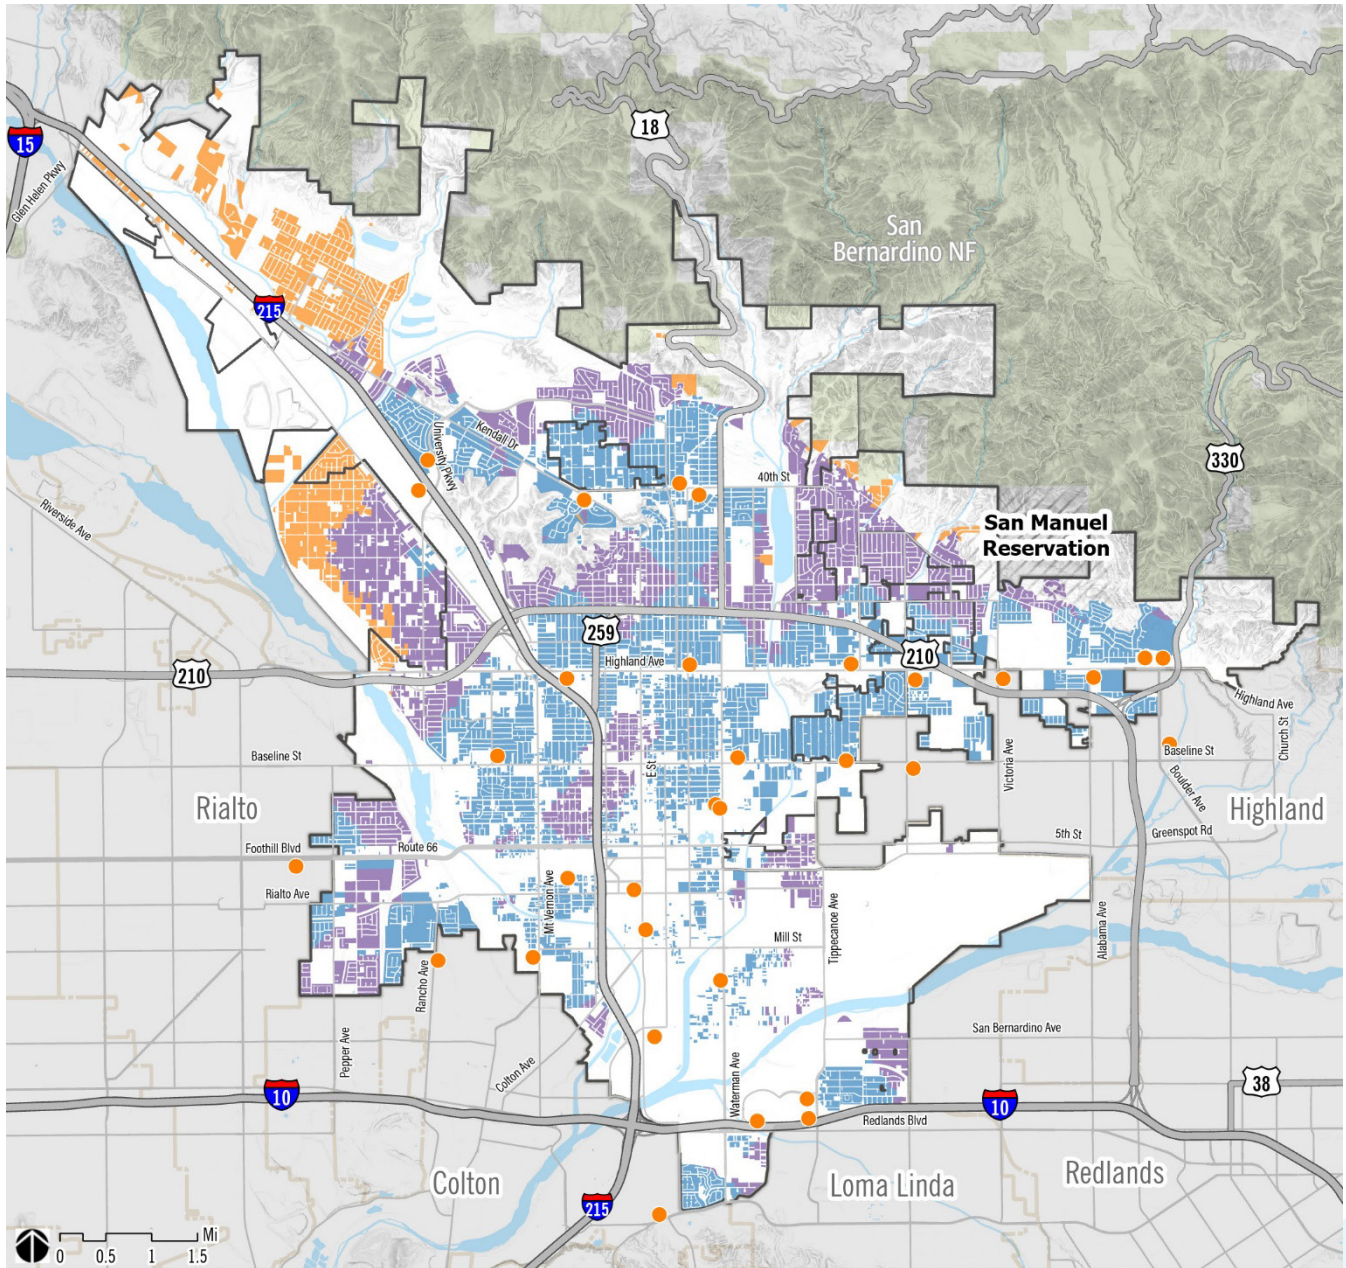 18
15
Glen Helen Pkwy
San
Bernardino NF
215
University Pkwy
Kendall Dr
330
40th St
Riverside Ave
San Manuel
Reservation
259
Highland Ave
210
210
Highland Ave
Church St
Baseline St
E St
Victoria Ave
Baseline St
Boulder Ave
Rialto
Highland
5th St
Greenspot Rd
Foothill Blvd
Route 66
Rialto Ave
Mt Vernon Ave
Tippecanoe Ave
Alabama Ave
Mill St
Rancho Ave
San Bernardino Ave
Pepper Ave
Colton Ave
Waterman Ave
38
10
10
Redlands Blvd
Colton
Loma Linda
Redlands
215
Mi
0 0.5 1 1.5